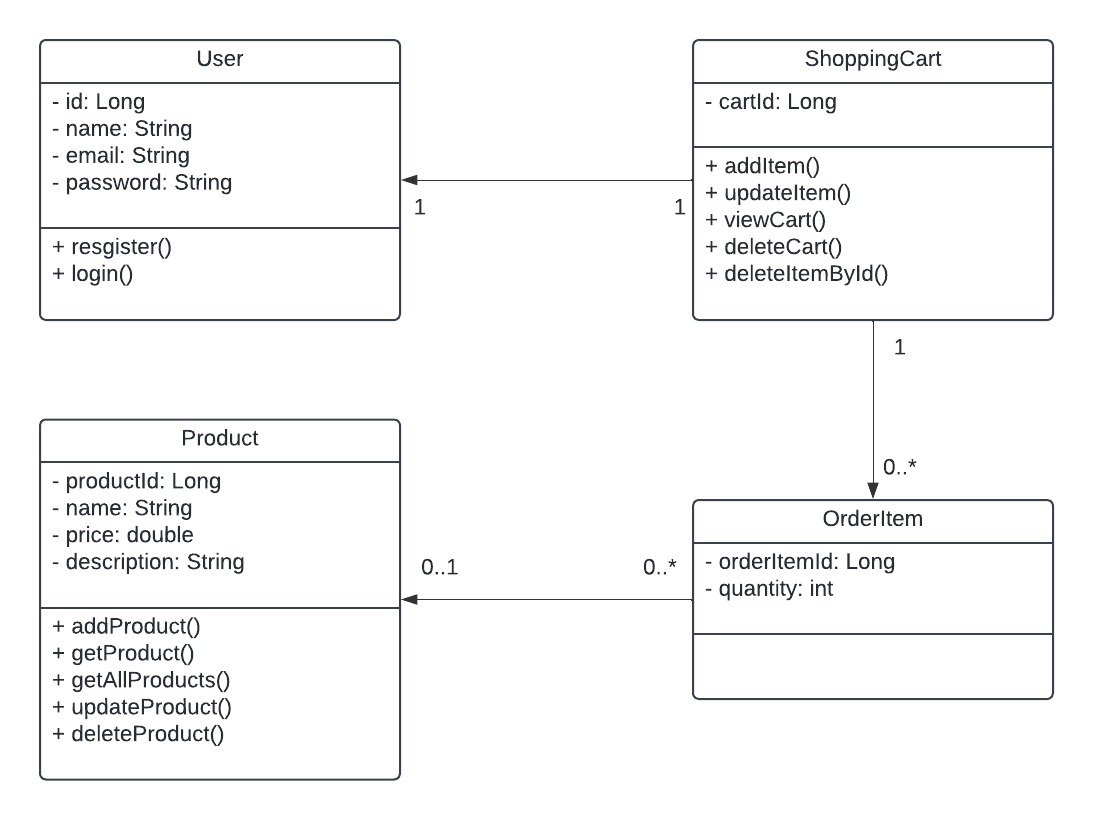 User
- id: Long
- name: String
- email: String
- password: String
+ resgister()
+ login()
ShoppingCart
- cartId: Long
+ addItem()
+ updateItem()
+ viewCart()
+ deleteCart()
+ deleteItemById()
1
1
1
0..*
Product
- productId: Long
- name: String
- price: double
- description: String
+ addProduct()
+ getProduct()
+ getAllProducts()
+ updateProduct()
+ deleteProduct()
0..1
0..*
OrderItem
- orderItemId: Long
- quantity: int